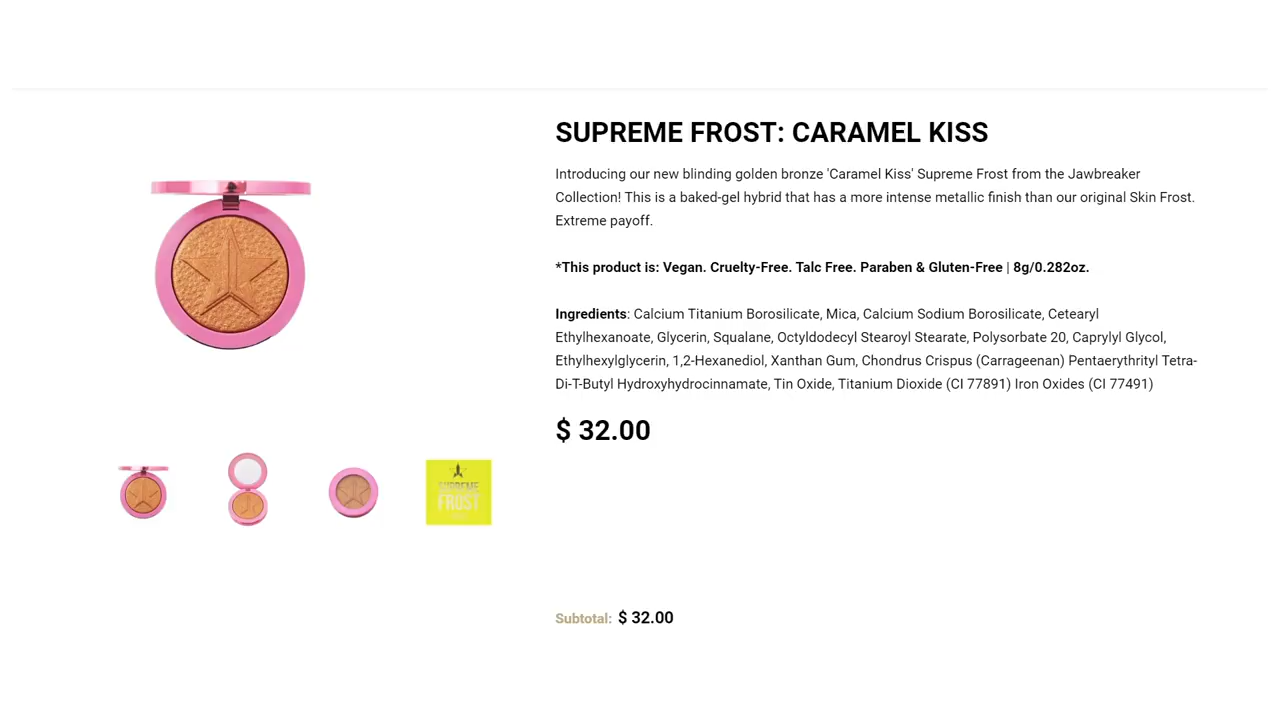 SUPREME FROST: CARAMEL KISS
Introducing our new blinding golden bronze 'Caramel Kiss' Supreme Frost from the Jawbreaker
Collection! This is a baked-gel hybrid that has a more intense metallic finish than our original Skin Frost.
Extreme payoff.
*This product is: Vegan. Cruelty-Free. Talc Free. Paraben & Gluten-Free | 8g/0.282oz.
Ingredients: Calcium Titanium Borosilicate, Mica, Calcium Sodium Borosilicate, Cetearyl
Ethylhexanoate, Glycerin, Squalane, Octyldodecyl Stearoyl Stearate, Polysorbate 20, Caprylyl Glycol,
Ethylhexylglycerin, 1,2-Hexanediol, Xanthan Gum, Chondrus Crispus (Carrageenan) Pentaerythrityl Tetra-
Di-T-Butyl Hydroxyhydrocinnamate, Tin Oxide, Titanium Dioxide (CI 77891) Iron Oxides (CI 77491)
$ 32.00
SUPREME
FROST
Subtotal: $ 32.00